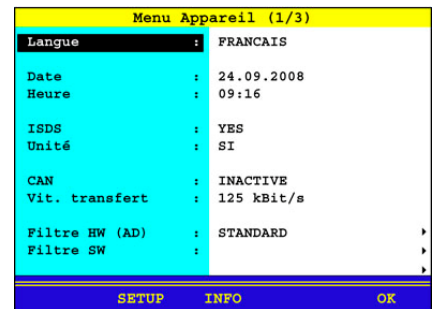 Menu Appareil (1/3)
Langue : FRANCAIS
Date : 24.09.2008
Heure : 09:16
ISDS : YES
Unité : SI
CAN : INACTIVE
Vit. transfert : 125 kBit/s
Filtre HW (AD) : STANDARD
Filtre SW :
SETUP INFO OK